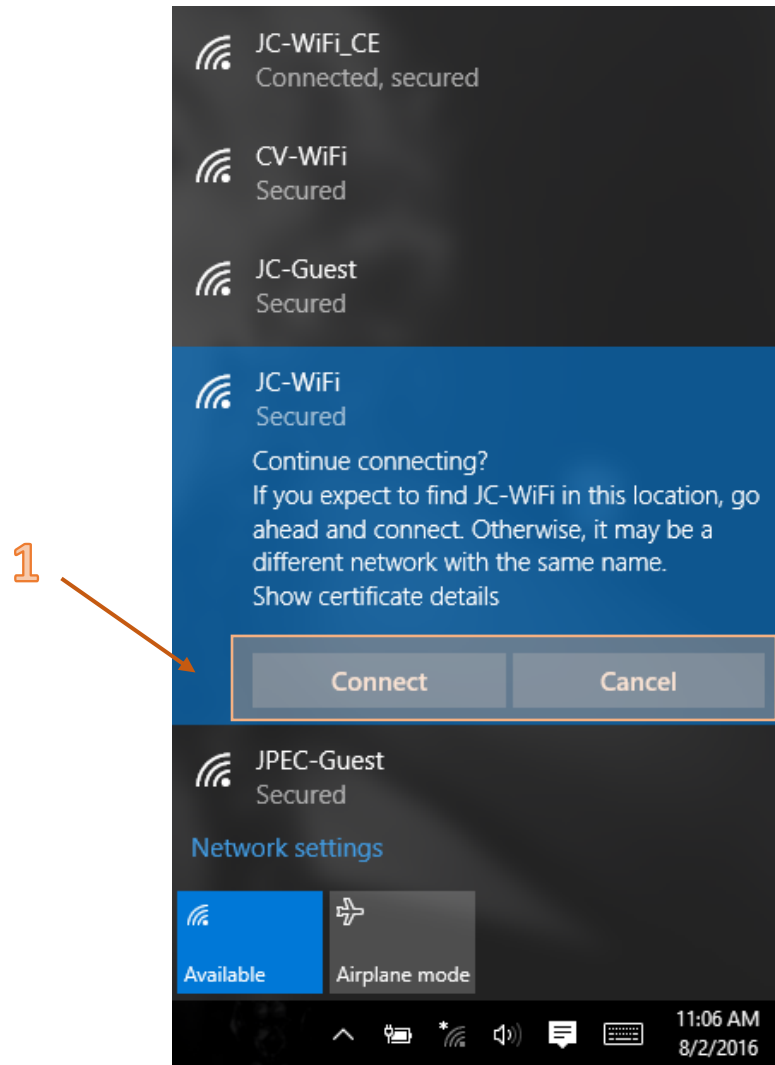 JC-WiFi_CE
Connected, secured
CV-WiFi
Secured
JC-Guest
Secured
JC-WiFi
Secured
Continue connecting?
If you expect to find JC-WiFi in this location, go
ahead and connect. Otherwise, it may be a
different network with the same name.
Show certificate details
1
Connect Cancel
JPEC-Guest
Secured
Network settings
Available Airplane mode
11:06 AM
8/2/2016